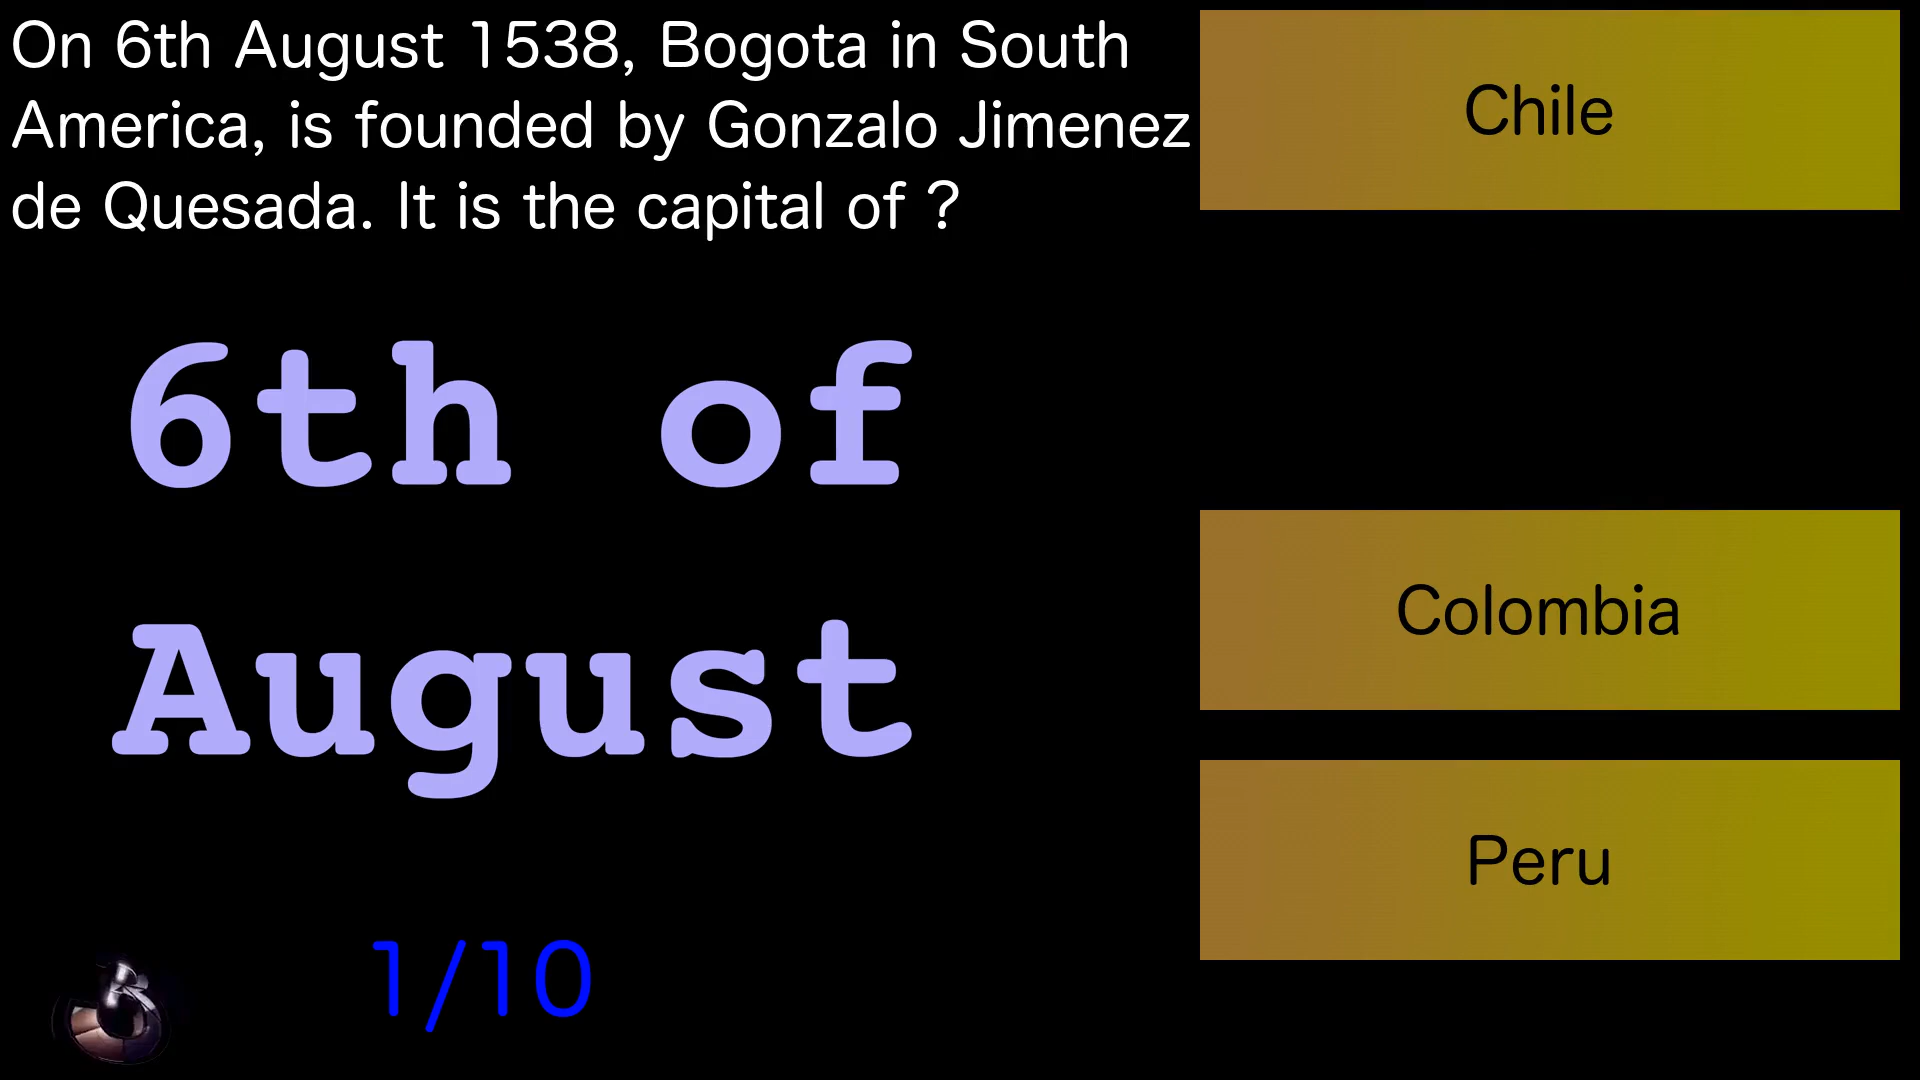 On 6th August 1538, Bogota in South
America, is founded by Gonzalo Jimenez
de Quesada. It is the capital of ?
Chile
6th of
August
Colombia
Peru
1/10